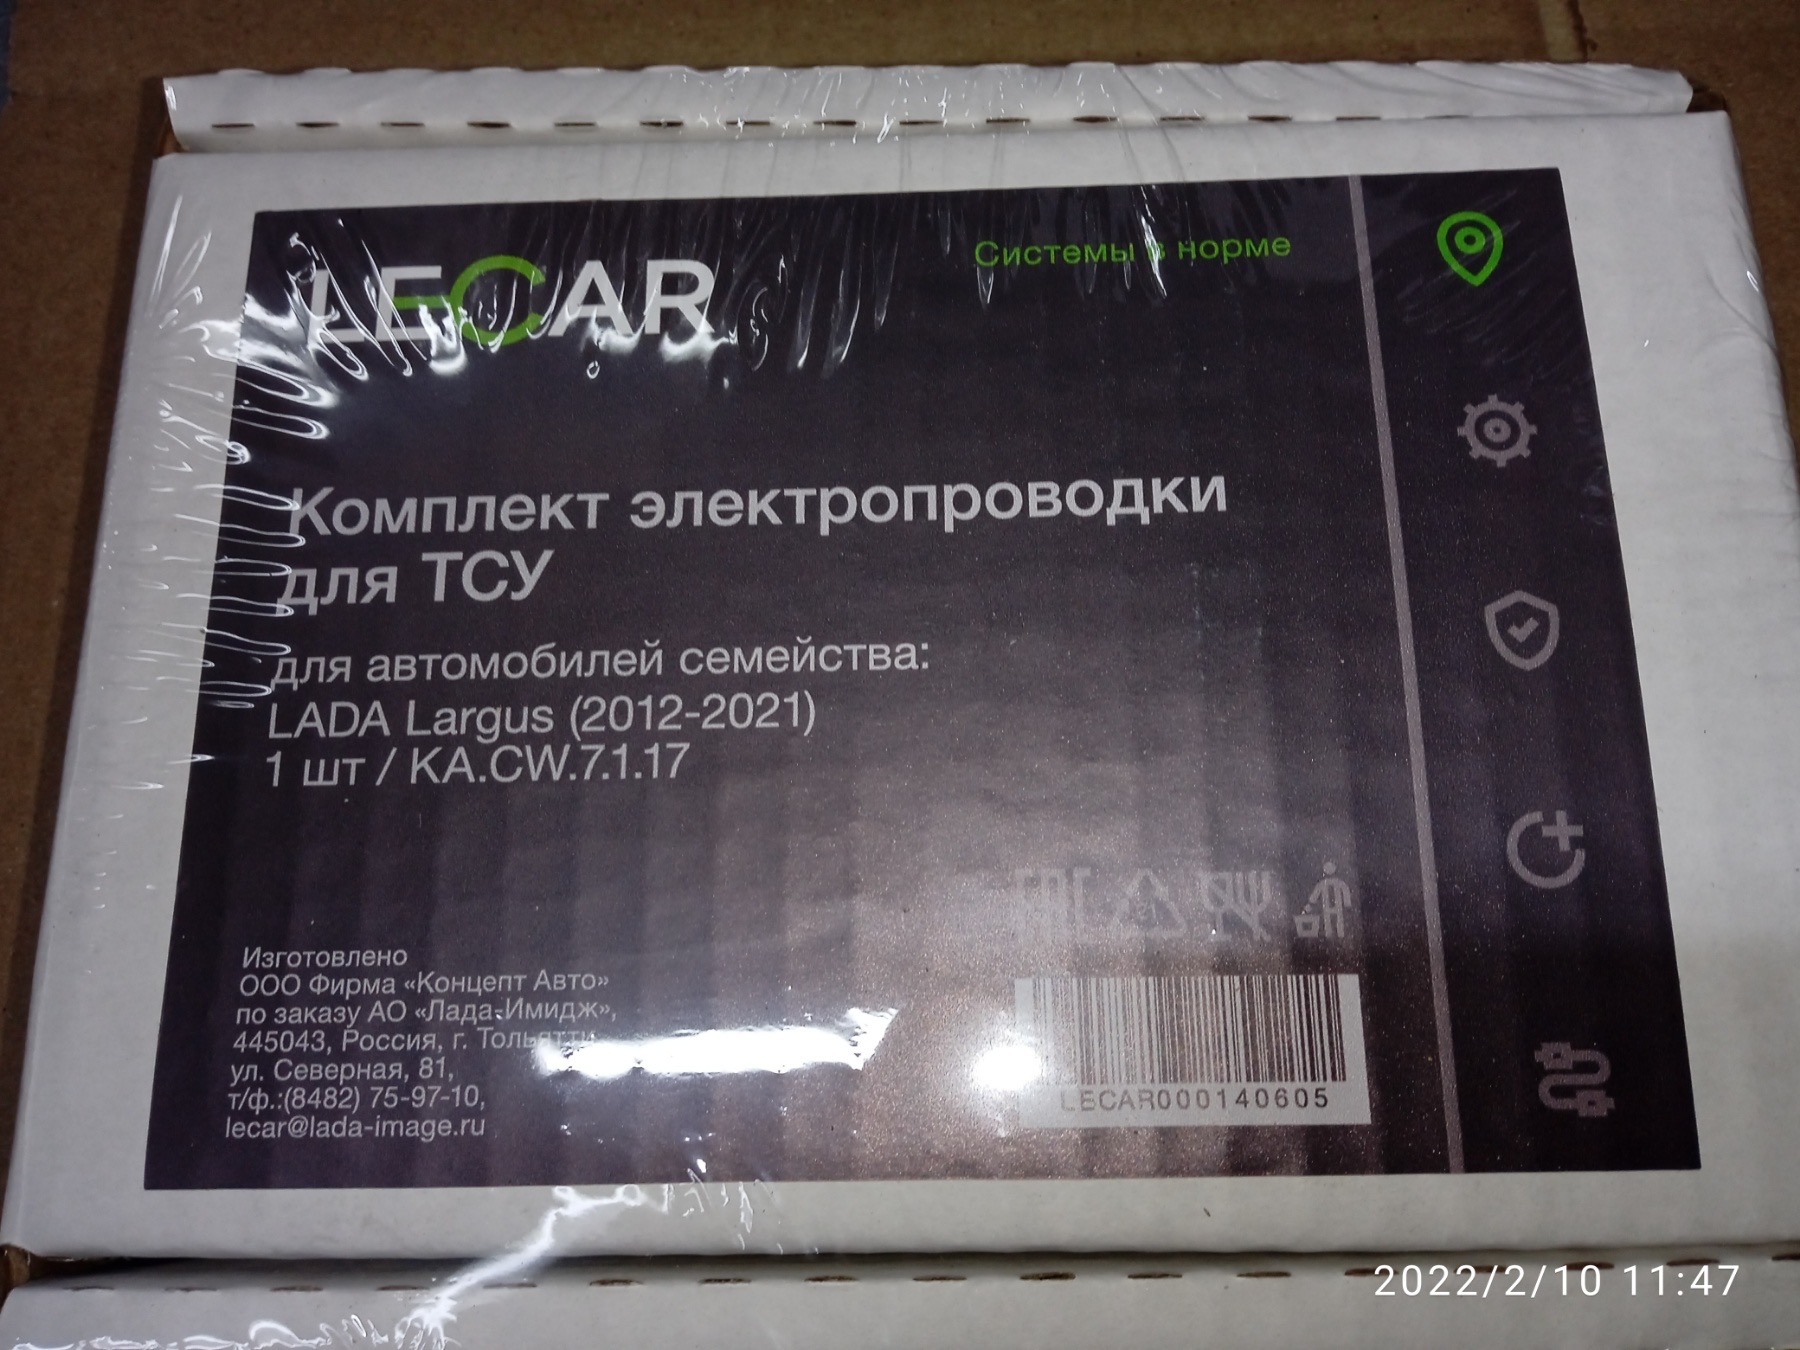 LECAR
Системы в норме
Комплект электропроводки
для ТСУ
для автомобилей семейства:
LADA Largus (2012-2021)
1 шт / KA.CW.7.1.17
EAC
Изготовлено
ООО Фирма «Концепт Авто»
по заказу АО «Лада-Имидж»,
445043, Россия, г. Тольятти
ул. Северная, 81,
т/ф.:(8482) 75-97-10,
lecar@lada-image.ru
LECAR000140605
2022/2/10 11:47